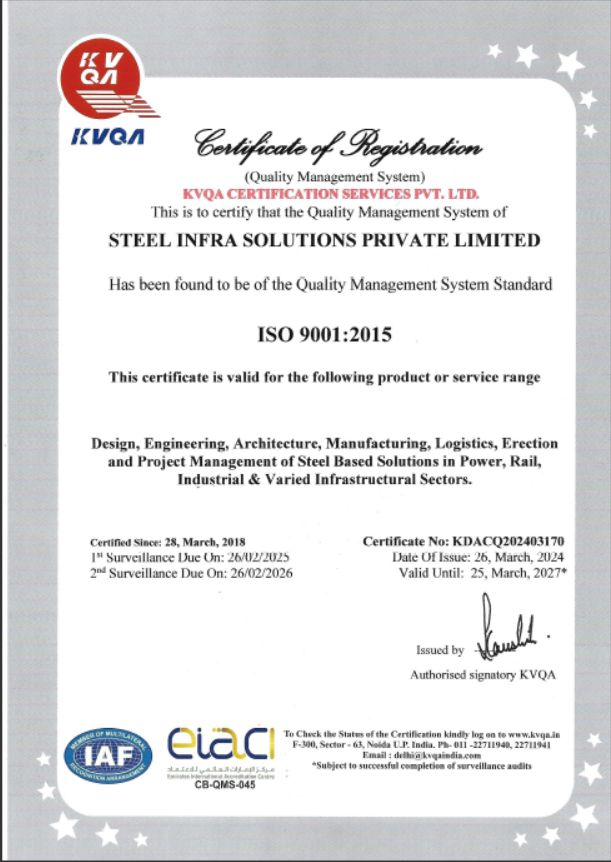 KV
QA
KVQA
Certificate of Registration
(Quality Management System)
KVQA CERTIFICATION SERVICES PVT. LTD.
This is to certify that the Quality Management System of
STEEL INFRA SOLUTIONS PRIVATE LIMITED
Has been found to be of the Quality Management System Standard
ISO 9001:2015
This certificate is valid for the following product or service range
Design, Engineering, Architecture, Manufacturing, Logistics, Erection
and Project Management of Steel Based Solutions in Power, Rail,
Industrial & Varied Infrastructural Sectors.
Certified Since: 28, March, 2018
1st Surveillance Due On: 26/02/2025
2nd Surveillance Due On: 26/02/2026
Certificate No: KDACQ202403170
Date Of Issue: 26, March, 2024
Valid Until: 25, March, 2027*
Issued by
Authorised signatory KVQA
MEMBER OF MULTILATERAL
IAF
RECOGNITION ARRANGEMENT
eiaci
مركز الإمارات العالمي للاعتماد
Emirates International Accreditation Centre
CB-QMS-045
To Check the Status of the Certification kindly log on to www.kvqa.in
F-300, Sector - 63, Noida U.P. India. Ph- 011 -22711940, 22711941
Email : delhi@kvqaindia.com
*Subject to successful completion of surveillance audits